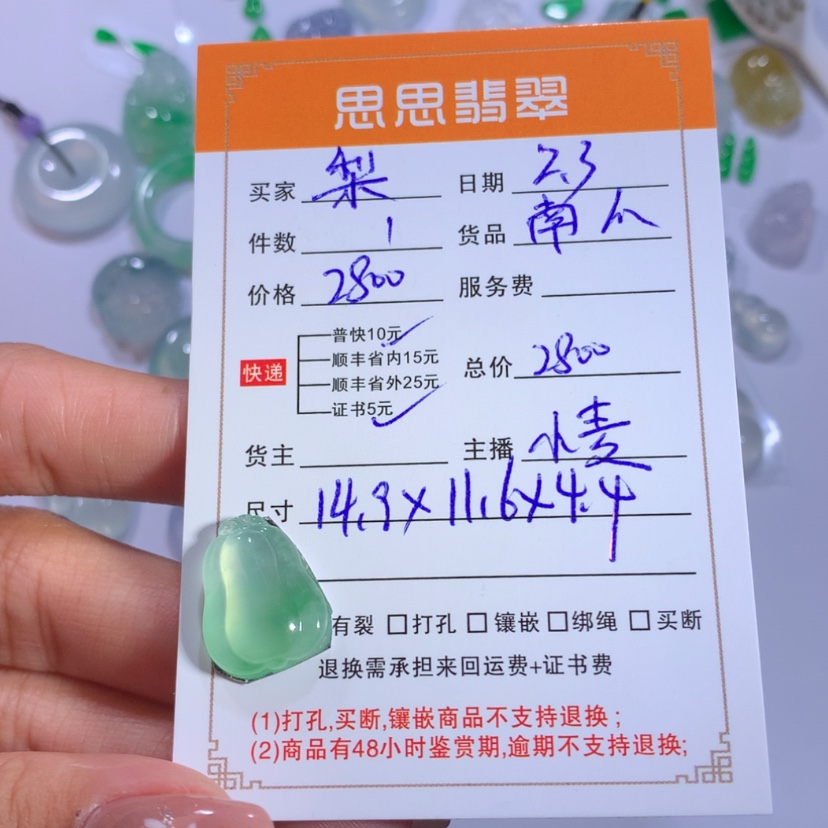 思思翡翠
买家 梨 日期 2.3
件数 1 货品 南瓜
价格 2800 服务费
普快10元
顺丰省内15元
快递 总价 2800
顺丰省外25元
证书5元
货主 主播 小麦
尺寸 14.9×11.6×4.4
有裂 □打孔 □镶嵌 □绑绳 □买断
退换需承担来回运费+证书费
(1)打孔,买断,镶嵌商品不支持退换;
(2)商品有48小时鉴赏期,逾期不支持退换;